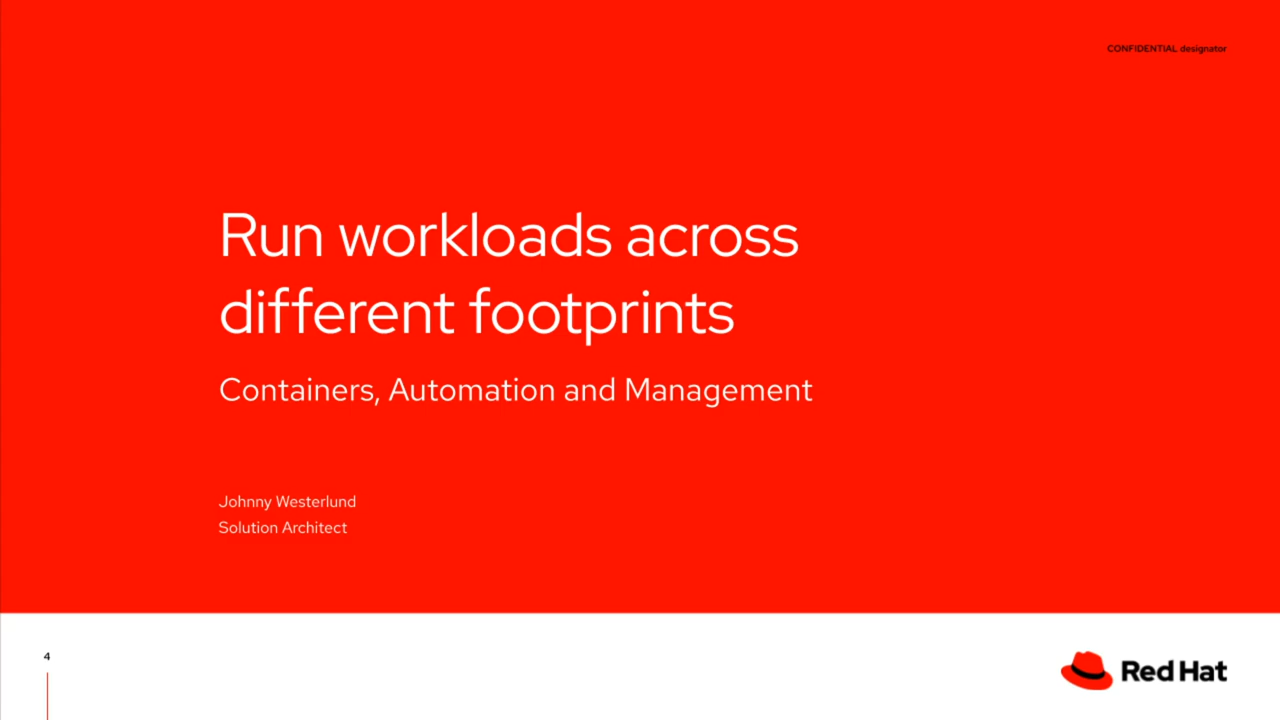 CONFIDENTIAL designator
Run workloads across
different footprints
Containers, Automation and Management
Johnny Westerlund
Solution Architect
4
Red Hat